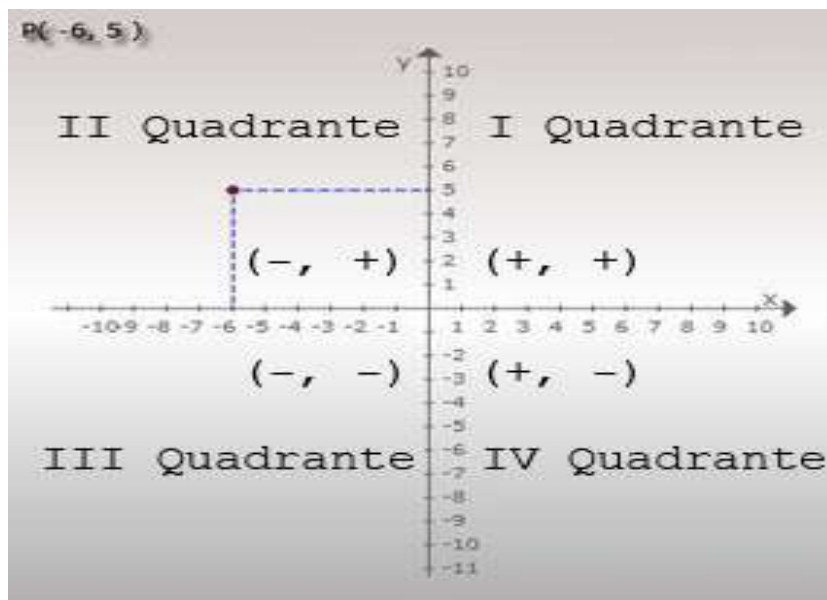 P( -6, 5 )
Y
10
9
II Quadrante I Quadrante
8
7
6
5
4
3
(-, +) 2 (+, +)
1
X
-10 -9 -8 -7 -6 -5 -4 -3 -2 -1 1 2 3 4 5 6 7 8 9 10
-2
(-, -) -3 (+, -)
-4
-5
III Quadrante -6 IV Quadrante
-7
-8
-9
-10
-11